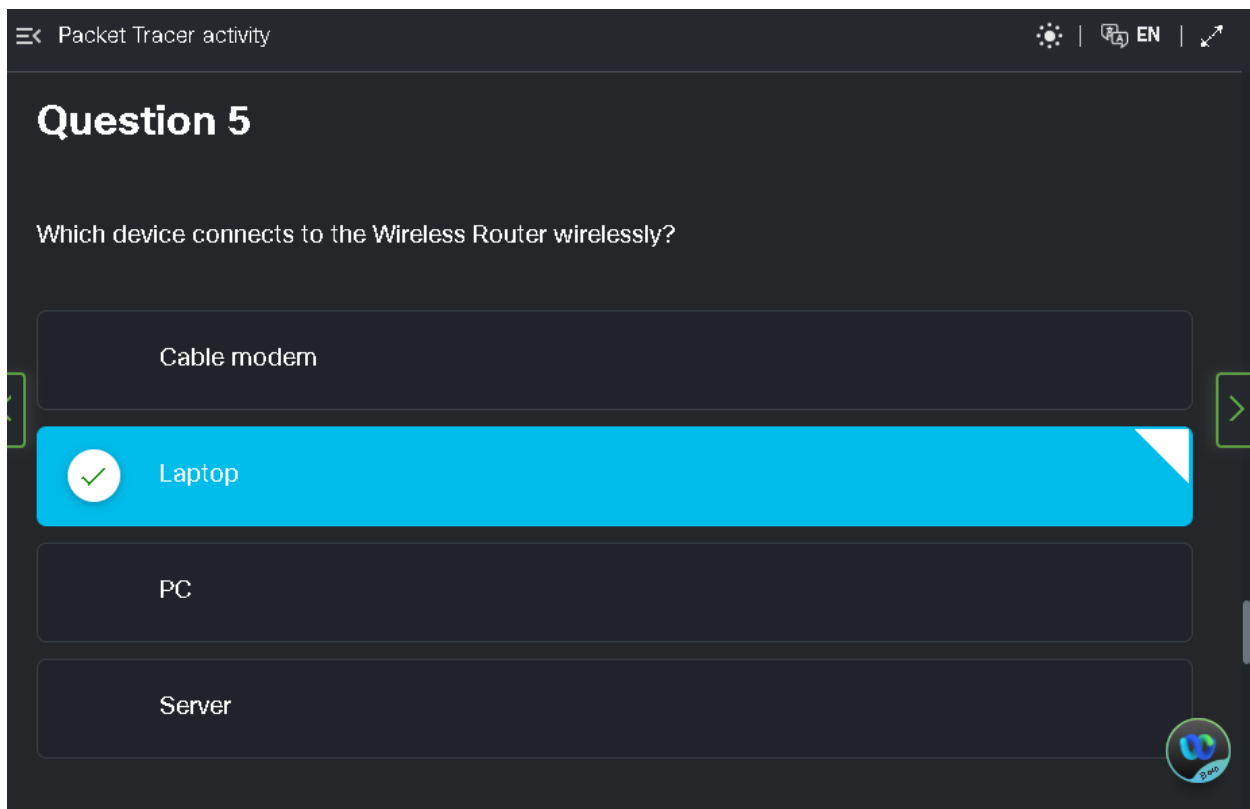 Packet Tracer activity
EN
Question 5
Which device connects to the Wireless Router wirelessly?
Cable modem
Laptop
PC
Server
Beta